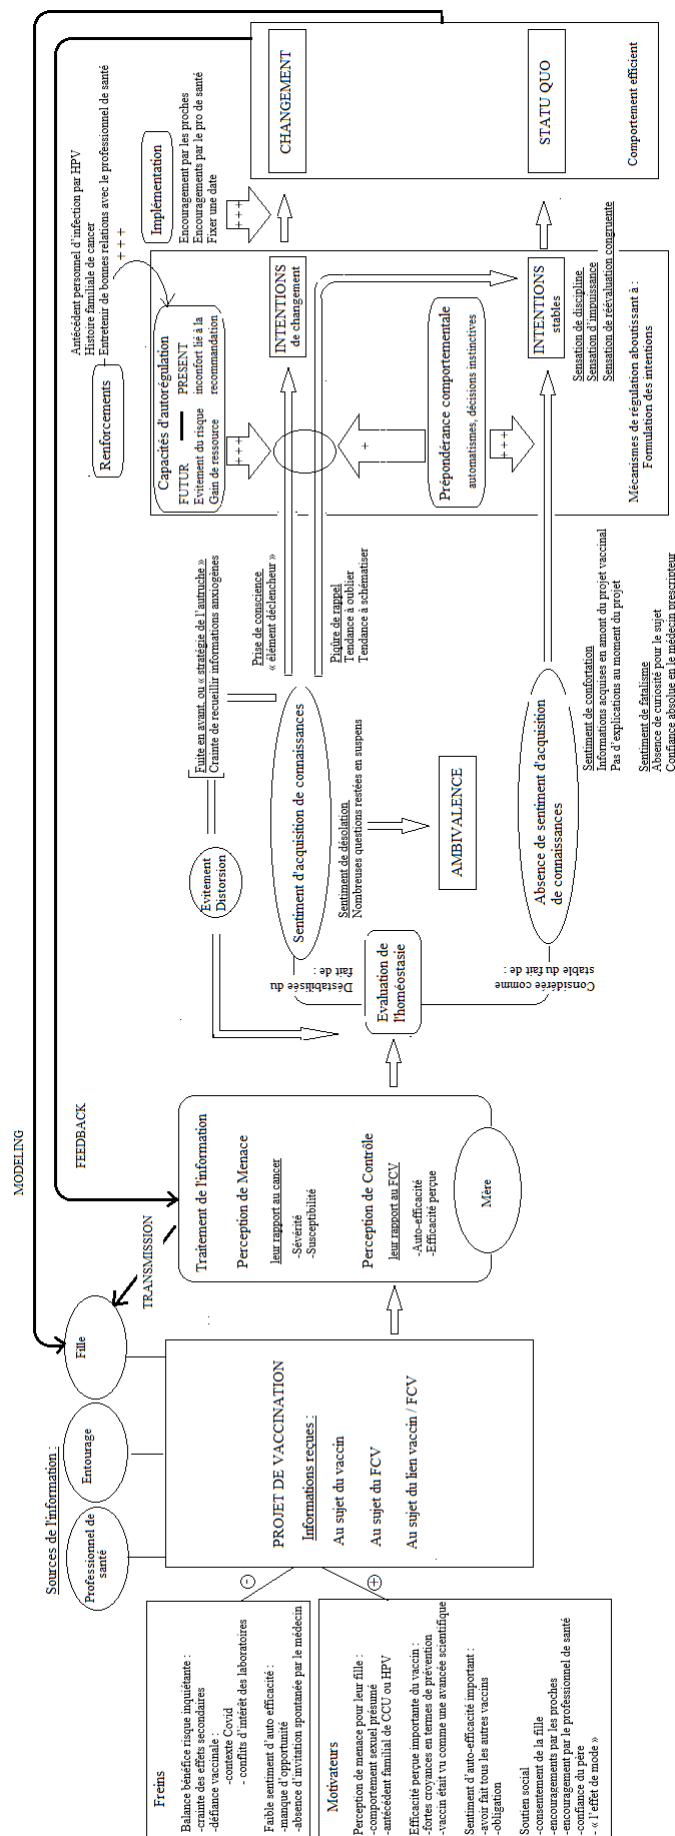 Freins
Balance bénéfice risque inquiétante :
-crainte des effets secondaires
-défiance vaccinale :
-contexte Covid
- conflits d'intérêt des laboratoires
Faible sentiment d'auto efficacité :
-manque d'opportunité
-absence d'invitation spontanée par le médecin
Motivateurs
Perception de menace pour leur fille :
-comportement sexuel présumé
-antécédent familial de CCU ou HPV
Efficacité perçue importante du vaccin :
-fortes croyances en termes de prévention
-vaccin était vu comme une avancée scientifique
Sentiment d'auto-efficacité important :
-avoir fait tous les autres vaccins
-obligation
Soutien social
-consentement de la fille
-encouragements par les proches
-encouragement par le professionnel de santé
-confiance du père
- « l'effet de mode »
-
+
Sources de l'information :
Professionnel de
santé
Entourage
Fille
PROJET DE VACCINATION
Informations reçues :
Au sujet du vaccin
Au sujet du FCV
Au sujet du lien vaccin / FCV
MODELING
FEEDBACK
TRANSMISSION
Traitement de l'information
Perception de Menace
leur rapport au cancer
-Sévérité
-Susceptibilité
Perception de Contrôle
leur rapport au FCV
-Auto-efficacité
-Efficacité perçue
Mère
Evaluation de
l'homéostasie
Déstabilisée du
fait de :
Considérée comme
stable du fait de :
Evitement
Distorsion
Fuite en avant, ou « stratégie de l'autruche »
Crainte de recueillir informations anxiogènes
Sentiment d'acquisition de connaissances
Prise de conscience
« élément déclencheur »
Piqûre de rappel
Tendance à oublier
Tendance à schématiser
Sentiment de désolation
Nombreuses questions restées en suspens
AMBIVALENCE
Absence de sentiment d'acquisition
de connaissances
Sentiment de confortation
Informations acquises en amont du projet vaccinal
Pas d'explications au moment du projet
Sentiment de fatalisme
Absence de curiosité pour le sujet
Confiance absolue en le médecin prescripteur
Renforcements
Antécédent personnel d'infection par HPV
Histoire familiale de cancer
Entretenir de bonnes relations avec le professionnel de santé
+++
Capacités d'autorégulation
FUTUR
PRESENT
Evitement du risque
Gain de ressource
inconfort lié à la
recommandation
+++
+
Prépondérance comportementale
automatismes, décisions instinctives
+++
INTENTIONS
de changement
INTENTIONS
stables
Sensation de discipline
Sensation d'impuissance
Sensation de réévaluation congruente
Mécanismes de régulation aboutissant à :
Formulation des intentions
Implémentation
Encouragement par les proches
Encouragements par le pro de santé
Fixer une date
+++
CHANGEMENT
STATU QUO
Comportement efficient